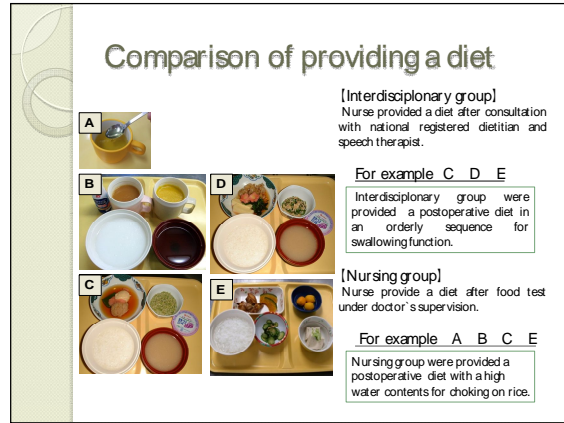 Comparison of providing a diet
A
B
C
D
E
【Interdisciplonary group】
Nurse provided a diet after consultation
with national registered dietitian and
speech therapist.
For example C D E
Interdisciplonary group were
provided a postoperative diet in
an orderly sequence for
swallowing function.
【Nursing group】
Nurse provide a diet after food test
under doctor`s supervision.
For example A B C E
Nursing group were provided a
postoperative diet with a high
water contents for choking on rice.